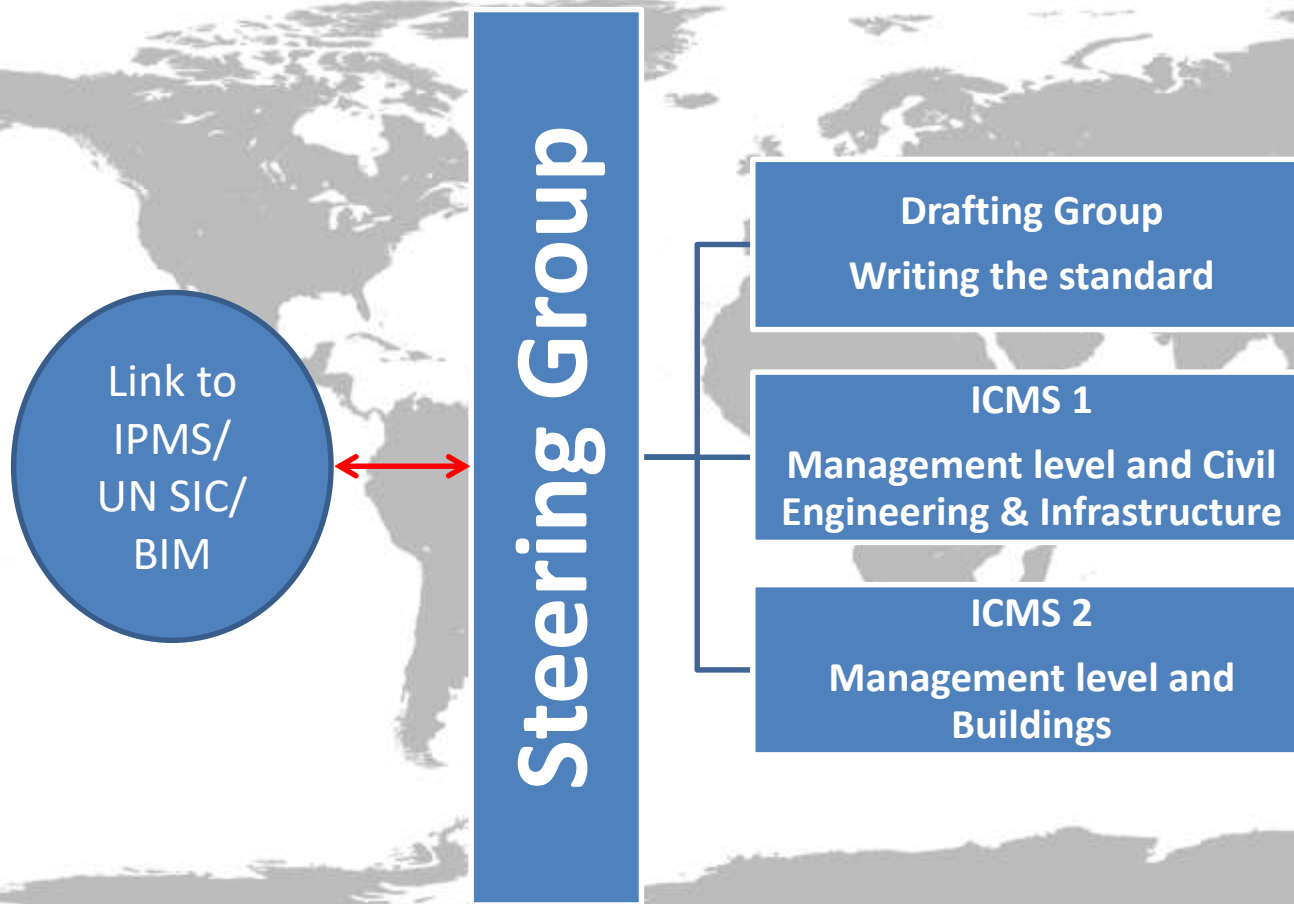 Link to
IPMS/
UN SIC/
BIM
Steering Group
Drafting Group
Writing the standard
ICMS 1
Management level and Civil
Engineering & Infrastructure
ICMS 2
Management level and
Buildings